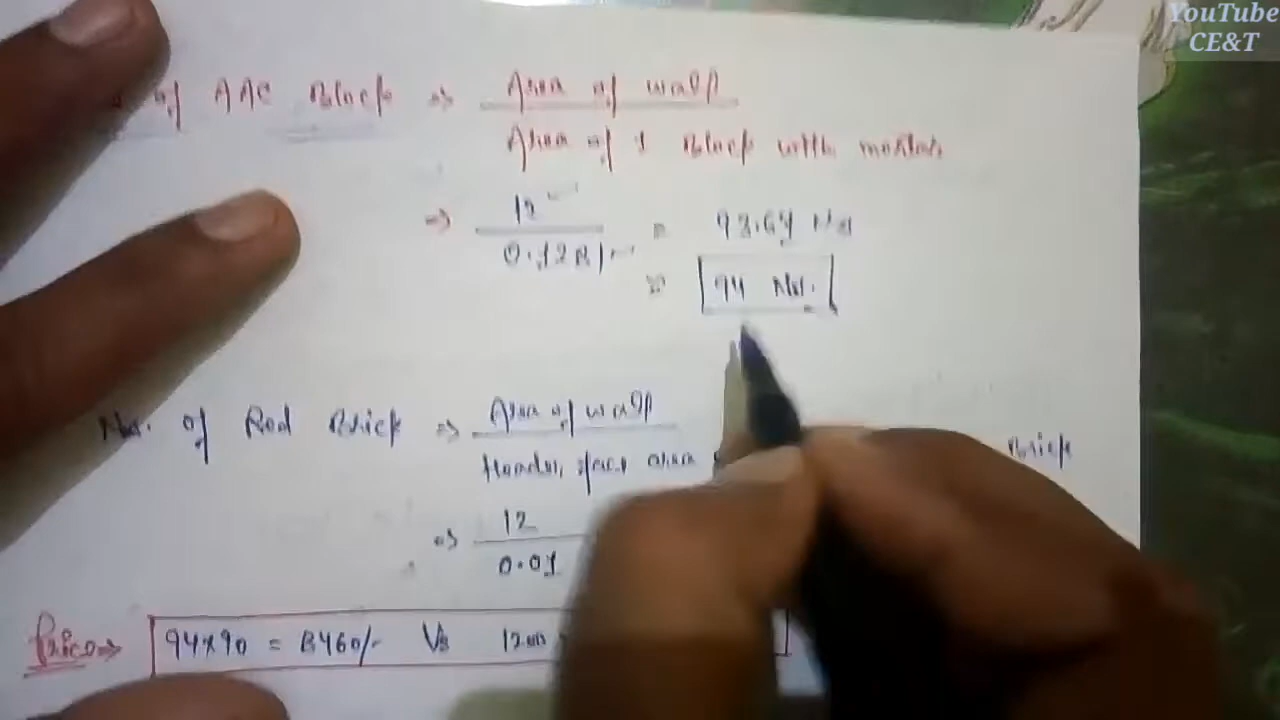 YouTube
CE&T
of AAC Block ⇒ Area of wall
Area of 1 Block with mortar
⇒ 12
0.1281 = 93.67 Nos
≈ 94 Nos.
No. of Red Brick ⇒ Area of wall
Header face area Brick
⇒ 12
0.01
Price⇒ 94x90 = 8460/- Vs 1200